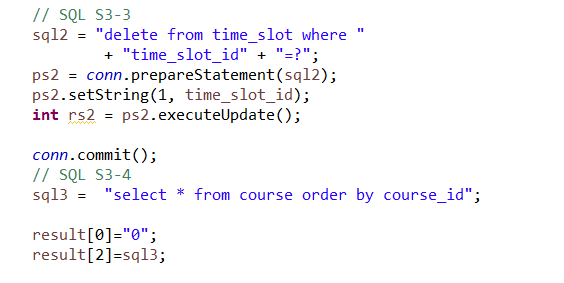 // SQL S3-3
sql2 = "delete from time_slot where "
+ "time_slot_id" + "=?";
ps2 = conn.prepareStatement(sql2);
ps2.setString(1, time_slot_id);
int rs2 = ps2.executeUpdate();
conn.commit();
// SQL S3-4
sql3 =  "select * from course order by course_id";
result[0]="0";
result[2]=sql3;